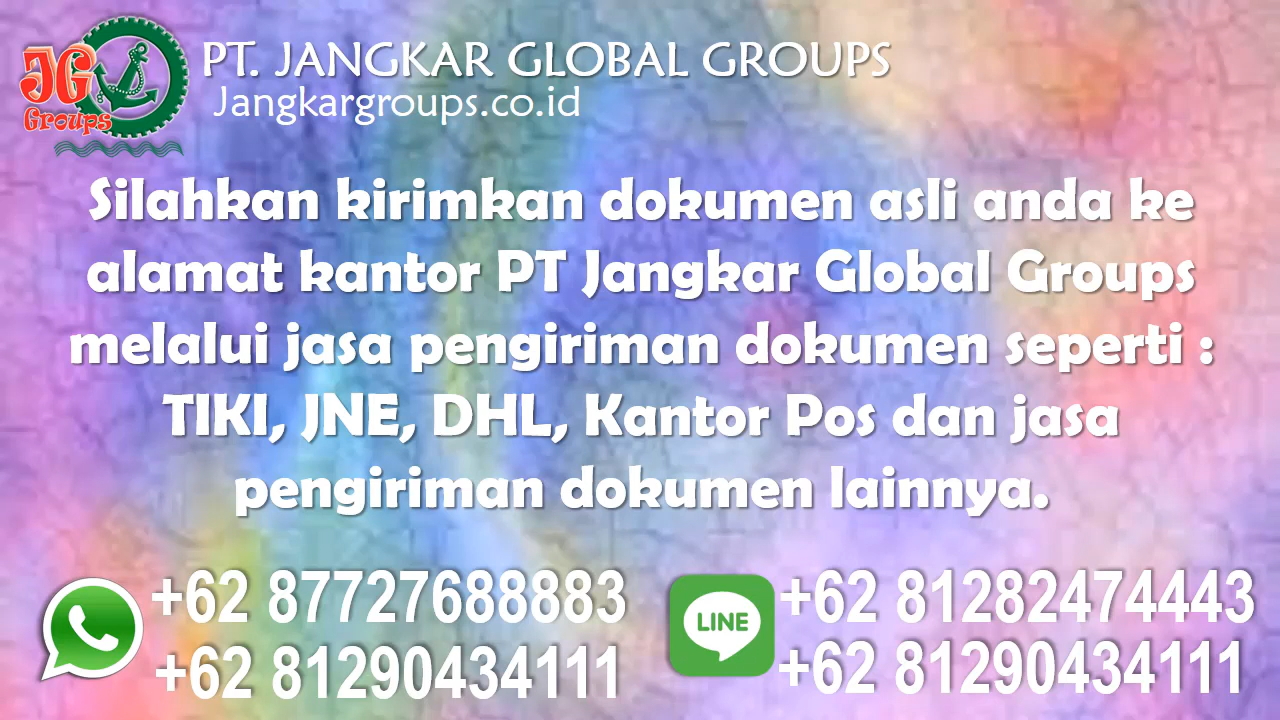 JG
Groups
PT. JANGKAR GLOBAL GROUPS
Jangkargroups.co.id
Silahkan kirimkan dokumen asli anda ke
alamat kantor PT Jangkar Global Groups
melalui jasa pengiriman dokumen seperti :
TIKI, JNE, DHL, Kantor Pos dan jasa
pengiriman dokumen lainnya.
+62 87727688883
+62 81290434111
LINE
+62 81282474443
+62 81290434111